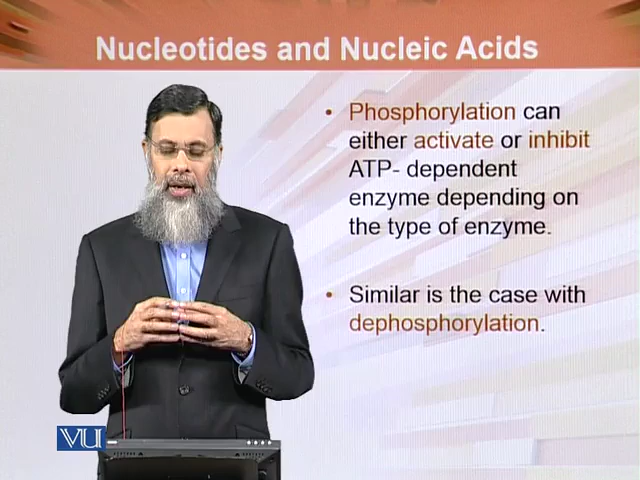 Nucleotides and Nucleic Acids
• Phosphorylation can
either activate or inhibit
ATP- dependent
enzyme depending on
the type of enzyme.
• Similar is the case with
dephosphorylation.
VU